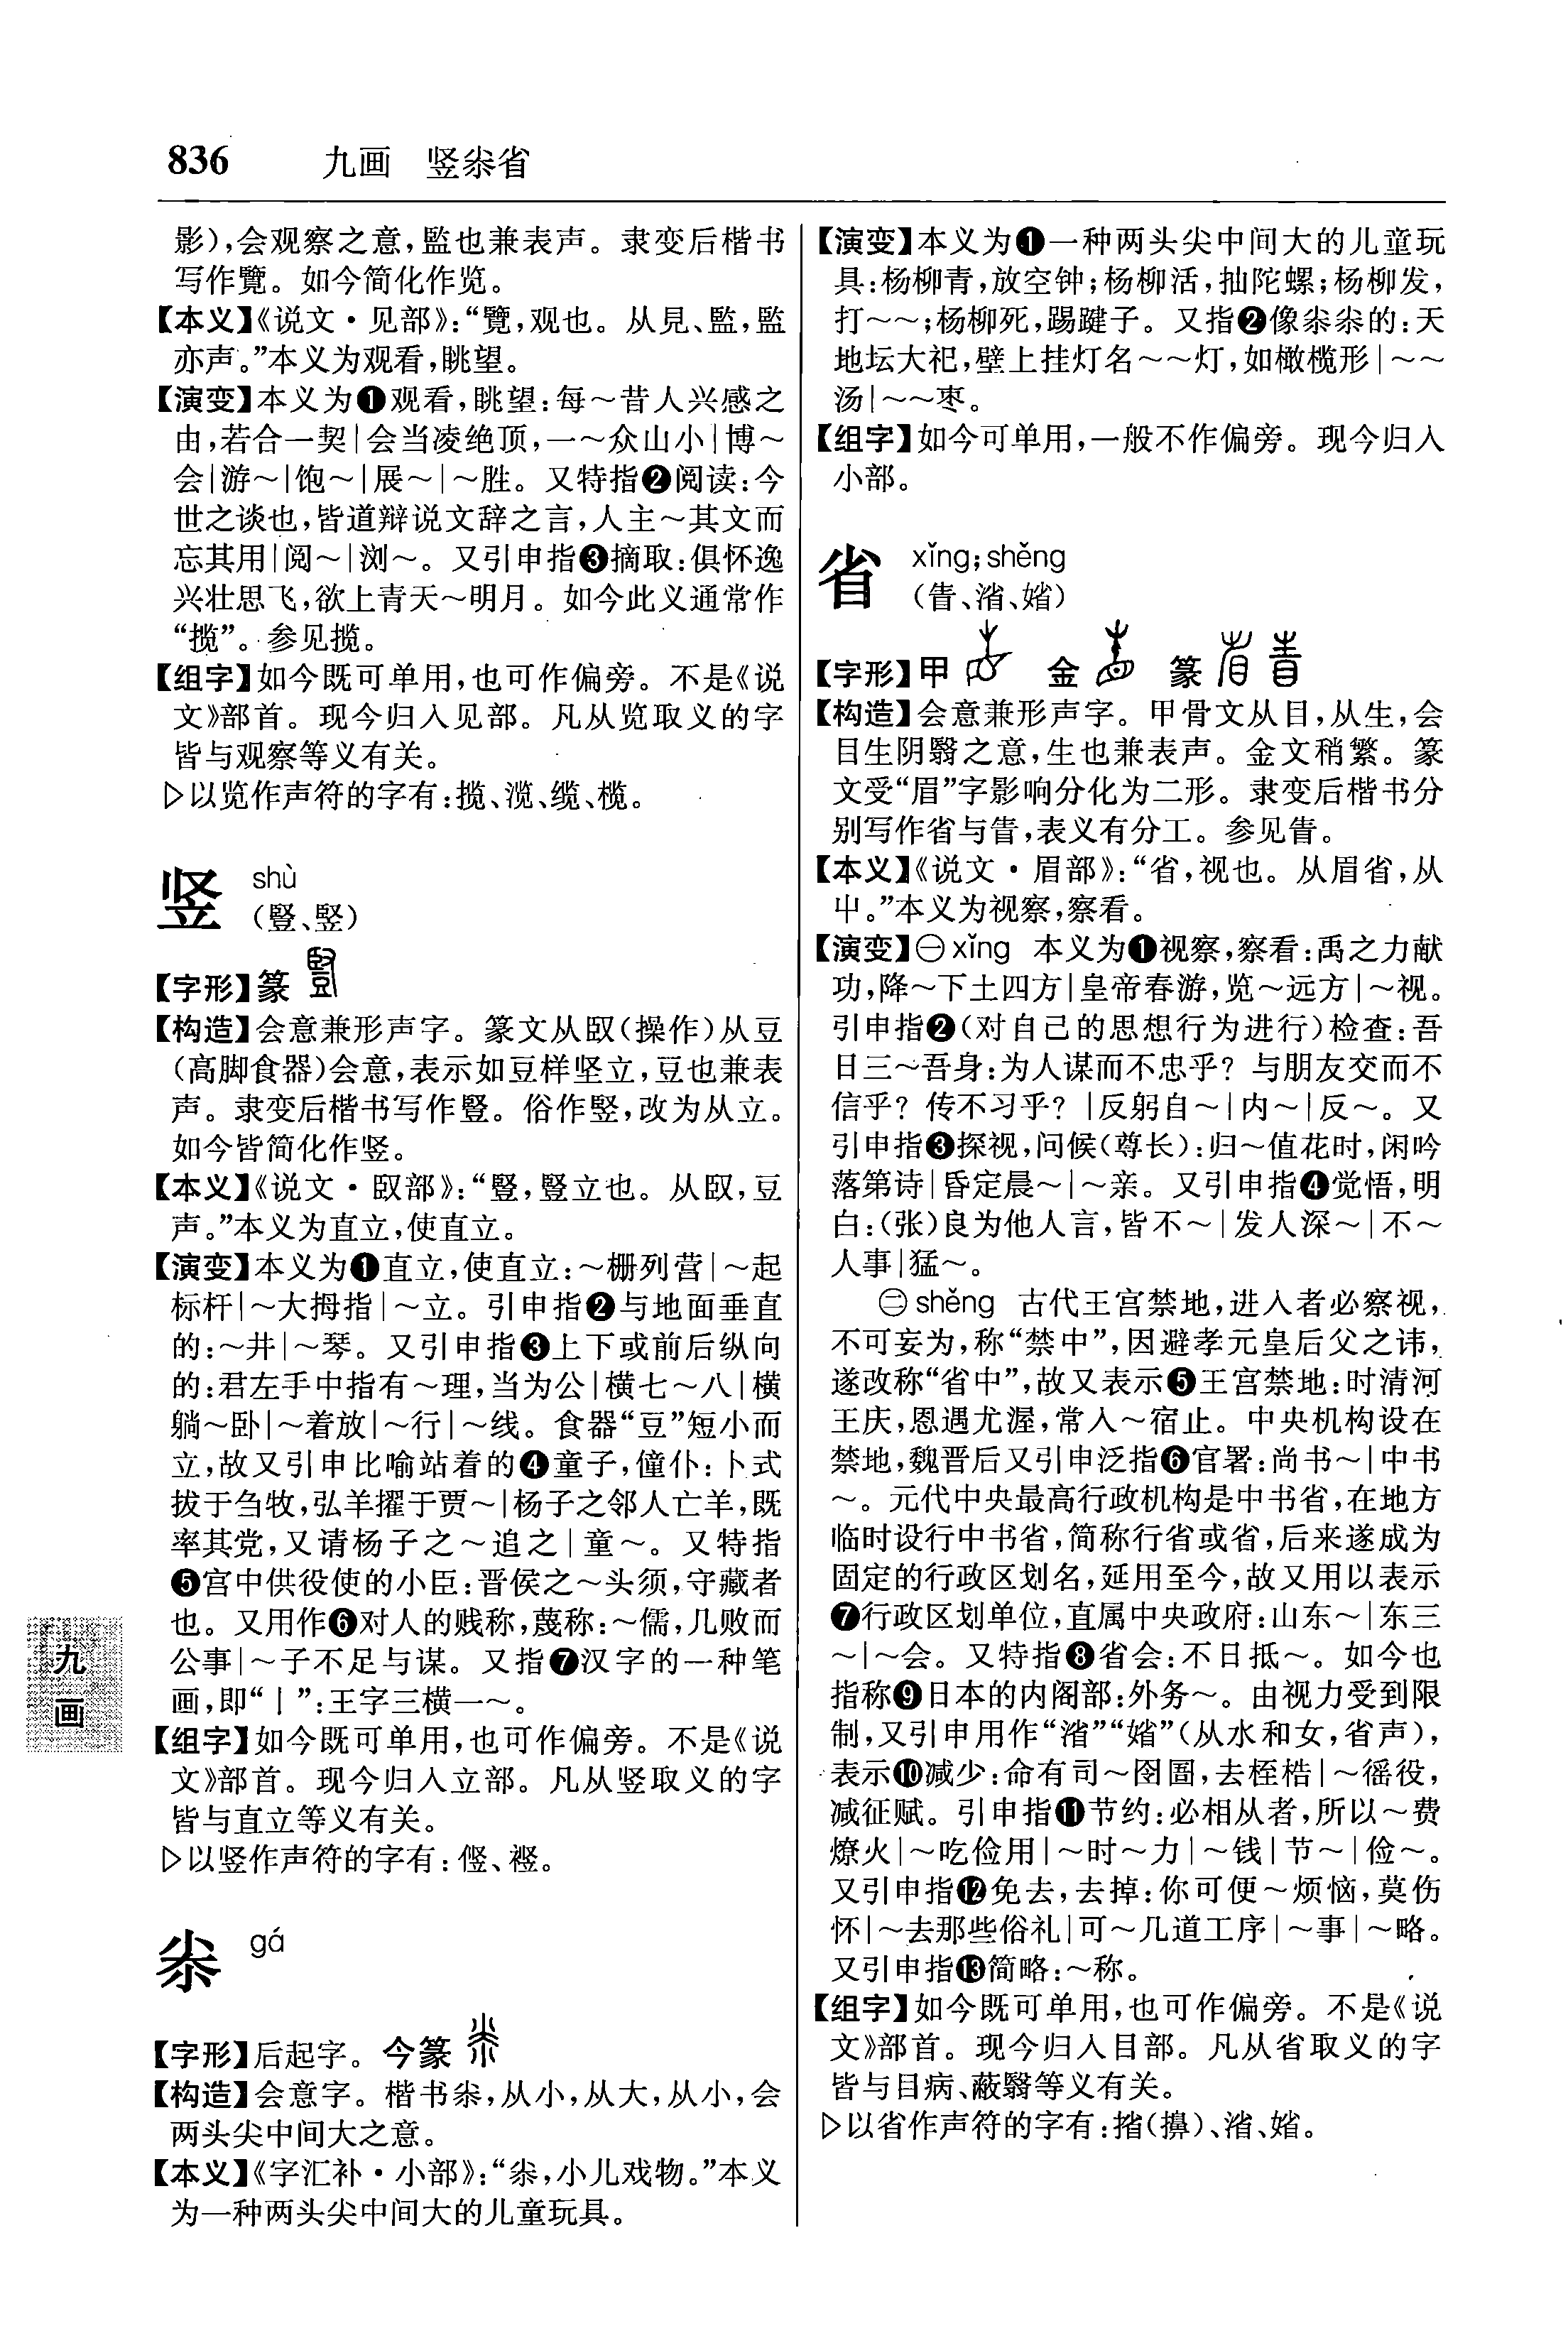 836 九画 竖尜省
影),会观察之意,監也兼表声。隶变后楷书
写作覽。如今简化作览。
【本义】《说文·见部》:“覽,观也。从見、監,監
亦声。”本义为观看,眺望。
【演变】本义为❶观看,眺望:每～昔人兴感之
由,若合一契|会当凌绝顶,一～众山小|博～
会|游～|饱～|展～|～胜。又特指❷阅读:今
世之谈也,皆道辩说文辞之言,人主～其文而
忘其用|阅～|浏～。又引申指❸摘取:俱怀逸
兴壮思飞,欲上青天～明月。如今此义通常作
“揽”。参见揽。
【组字】如今既可单用,也可作偏旁。不是《说
文》部首。现今归入见部。凡从览取义的字
皆与观察等义有关。
▷以览作声符的字有:揽、滥、缆、榄。
竖 shù
(豎、竪)
【字形】篆
【构造】会意兼形声字。篆文从臤(操作)从豆
(高脚食器)会意,表示如豆样坚立,豆也兼表
声。隶变后楷书写作豎。俗作竪,改为从立。
如今皆简化作竖。
【本义】《说文·臤部》:“豎,豎立也。从臤,豆
声。”本义为直立,使直立。
【演变】本义为❶直立,使直立:～栅列营|～起
标杆|～大拇指|～立。引申指❷与地面垂直
的:～井|～琴。又引申指❸上下或前后纵向
的:君左手中指有～理,当为公|横七～八|横
躺～卧|～着放|～行|～线。食器“豆”短小而
立,故又引申比喻站着的❹童子,僮仆:卜式
拔于刍牧,弘羊擢于贾～|杨子之邻人亡羊,既
率其党,又请杨子之～追之|童～。又特指
❺宫中供役使的小臣:晋侯之～头须,守藏者
也。又用作❻对人的贱称,蔑称:～儒,几败而
公事|～子不足与谋。又指❼汉字的一种笔
画,即“丨”:王字三横一～。
【组字】如今既可单用,也可作偏旁。不是《说
文》部首。现今归入立部。凡从竖取义的字
皆与直立等义有关。
▷以竖作声符的字有:
尜 gá
【字形】后起字。今篆
【构造】会意字。楷书尜,从小,从大,从小,会
两头尖中间大之意。
【本义】《字汇补·小部》:“尜,小儿戏物。”本义
为一种两头尖中间大的儿童玩具。
【演变】本义为❶一种两头尖中间大的儿童玩
具:杨柳青,放空钟;杨柳活,抽陀螺;杨柳发,
打～～;杨柳死,踢踺子。又指❷像尜尜的:天
地坛大祀,壁上挂灯名～～灯,如橄榄形|～～
汤|～～枣。
【组字】如今可单用,一般不作偏旁。现今归入
小部。
省 xǐng;shěng
(眚、渻、媘)
【字形】甲 金 篆
【构造】会意兼形声字。甲骨文从目,从生,会
目生阴翳之意,生也兼表声。金文稍繁。篆
文受“眉”字影响分化为二形。隶变后楷书分
别写作省与眚,表义有分工。参见眚。
【本义】《说文·眉部》:“省,视也。从眉省,从
屮。”本义为视察,察看。
【演变】㊀xǐng 本义为❶视察,察看:禹之力献
功,降～下土四方|皇帝春游,览～远方|～视。
引申指❷(对自己的思想行为进行)检查:吾
日三～吾身:为人谋而不忠乎?与朋友交而不
信乎?传不习乎?|反躬自～|内～|反～。又
引申指❸探视,问候(尊长):归～值花时,闲吟
落第诗|昏定晨～|～亲。又引申指❹觉悟,明
白:(张)良为他人言,皆不～|发人深～|不～
人事|猛～。
㊁shěng 古代王宫禁地,进入者必察视,
不可妄为,称“禁中”,因避孝元皇后父之讳,
遂改称“省中”,故又表示❺王宫禁地:时清河
王庆,恩遇尤渥,常入～宿止。中央机构设在
禁地,魏晋后又引申泛指❻官署:尚书～|中书
～。元代中央最高行政机构是中书省,在地方
临时设行中书省,简称行省或省,后来遂成为
固定的行政区划名,延用至今,故又用以表示
❼行政区划单位,直属中央政府:山东～|东三
～|～会。又特指❽省会:不日抵～。如今也
指称❾日本的内阁部:外务～。由视力受到限
制,又引申用作“渻”“媘”(从水和女,省声),
表示❿减少:命有司～囹圄,去桎梏|～徭役,
减征赋。引申指⓫节约:必相从者,所以～费
燎火|～吃俭用|～时～力|～钱|节～|俭～。
又引申指⓬免去,去掉:你可便～烦恼,莫伤
怀|～去那些俗礼|可～几道工序|～事|～略。
又引申指⓭简略:～称。
【组字】如今既可单用,也可作偏旁。不是《说
文》部首。现今归入目部。凡从省取义的字
皆与目病、蔽翳等义有关。
▷以省作声符的字有:揩(擤)、渻、媘。
九
画